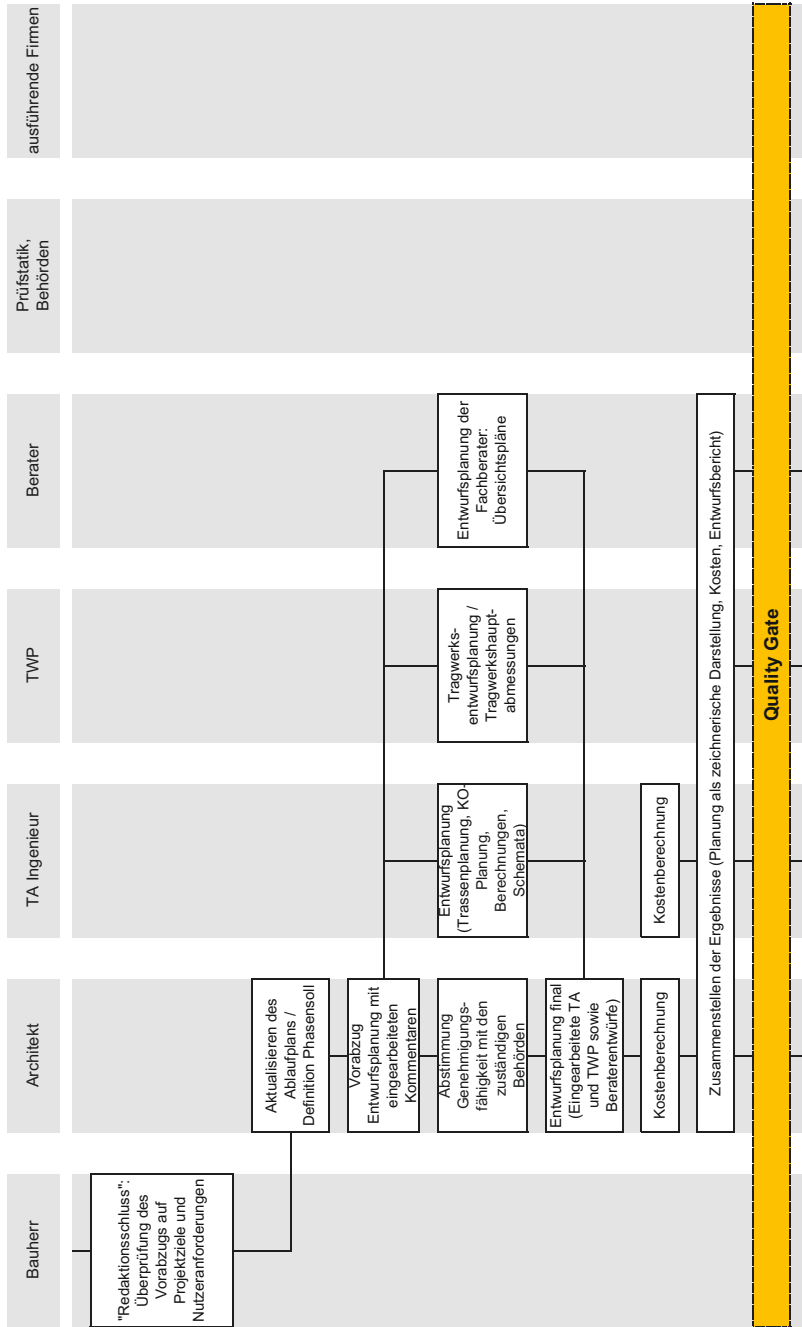 Bauherr
Architekt
TA Ingenieur
TWP
Berater
Prüfstatik,
Behörden
ausführende Firmen
"Redaktionsschluss":
Überprüfung des
Vorabzugs auf
Projektziele und
Nutzeranforderungen
Aktualisieren des
Ablaufplans /
Definition Phasensoll
Vorabzug
Entwurfsplanung mit
eingearbeiteten
Kommentaren
Abstimmung
Genehmigungs-
fähigkeit mit den
zuständigen
Behörden
Entwurfsplanung
(Trassenplanung, KO-
Planung,
Berechnungen,
Schemata)
Tragwerks-
entwurfsplanung /
Tragwerkshaupt-
abmessungen
Entwurfsplanung der
Fachberater:
Übersichtspläne
Entwurfsplanung final
(Eingearbeitete TA
und TWP sowie
Beraterentwürfe)
Kostenberechnung
Kostenberechnung
Zusammenstellen der Ergebnisse (Planung als zeichnerische Darstellung, Kosten, Entwurfsbericht)
Quality Gate